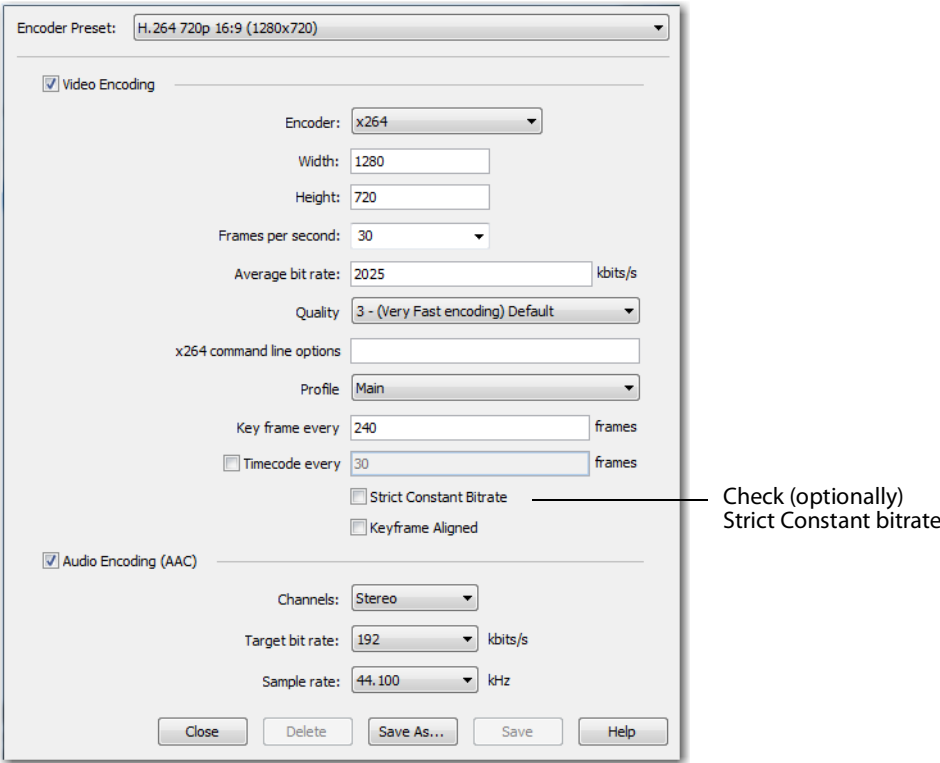 Encoder Preset: H.264 720p 16:9 (1280x720)
Video Encoding
Encoder: x264
Width: 1280
Height: 720
Frames per second: 30
Average bit rate: 2025 kbits/s
Quality 3 - (Very Fast encoding) Default
x264 command line options
Profile Main
Key frame every 240 frames
Timecode every 30 frames
Strict Constant Bitrate
Check (optionally)
Strict Constant bitrate
Keyframe Aligned
Audio Encoding (AAC)
Channels: Stereo
Target bit rate: 192 kbits/s
Sample rate: 44.100 kHz
Close Delete Save As... Save Help